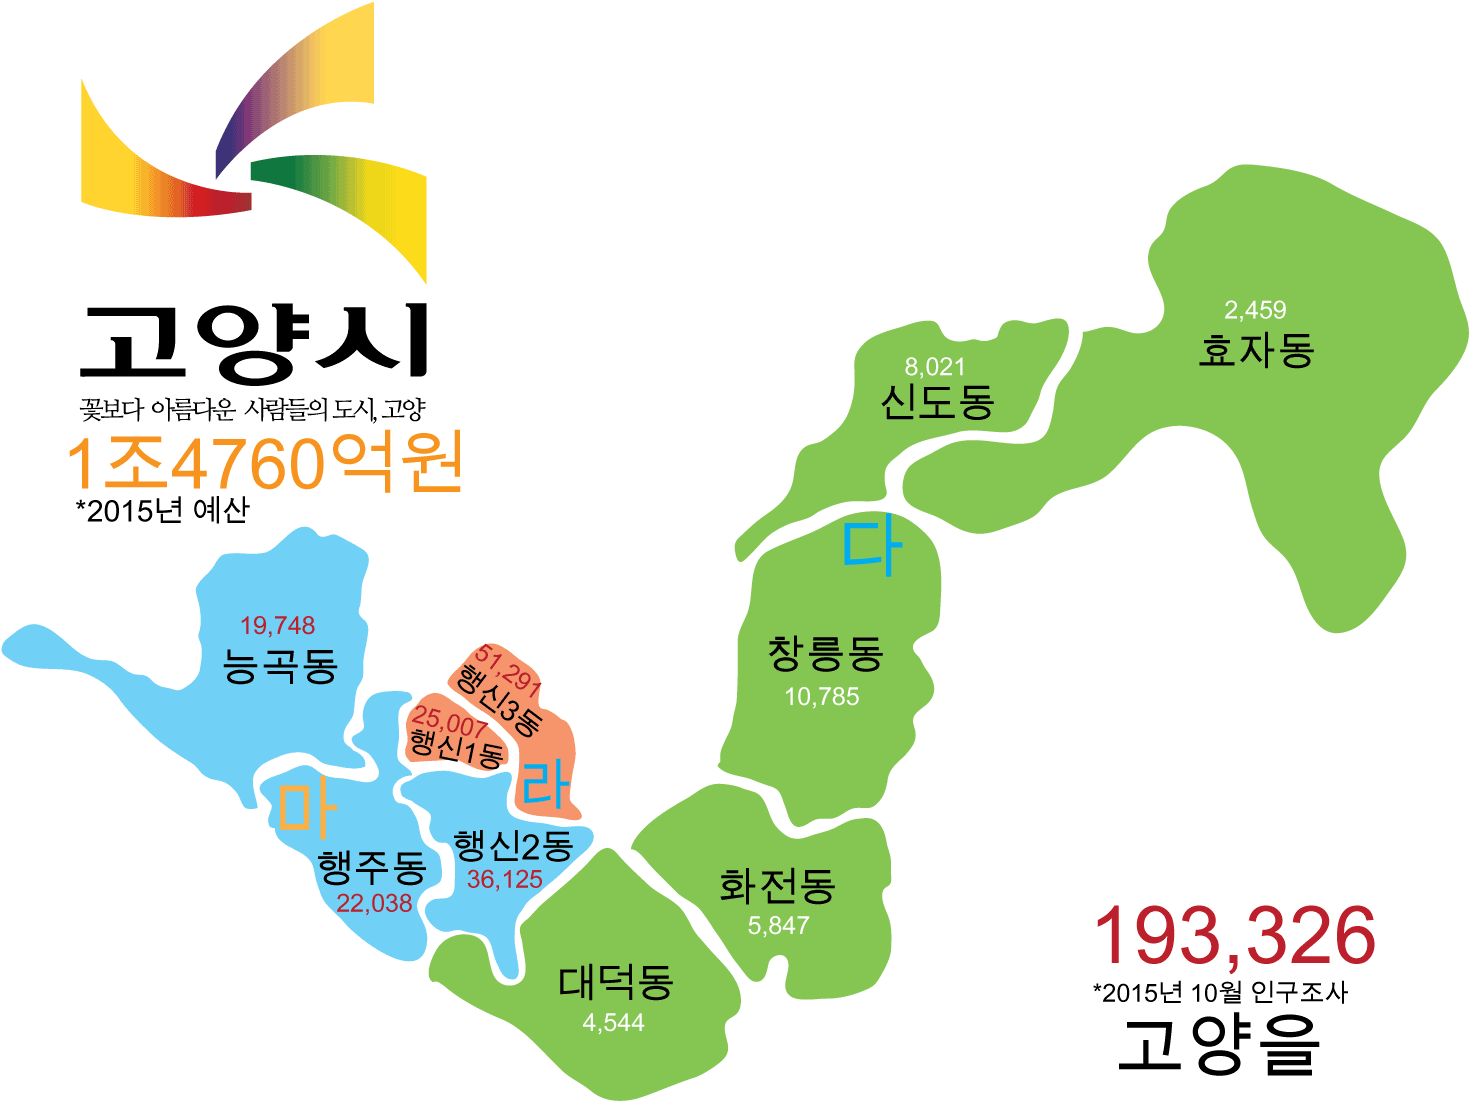 고양시
꽃보다 아름다운 사람들의 도시, 고양
1조4760억원
*2015년 예산
2,459
효자동
8,021
신도동
다
창릉동
10,785
19,748
능곡동
51,291
행신3동
25,007
행신1동
라
마
행주동
22,038
행신2동
36,125
화전동
5,847
대덕동
4,544
193,326
*2015년 10월 인구조사
고양을